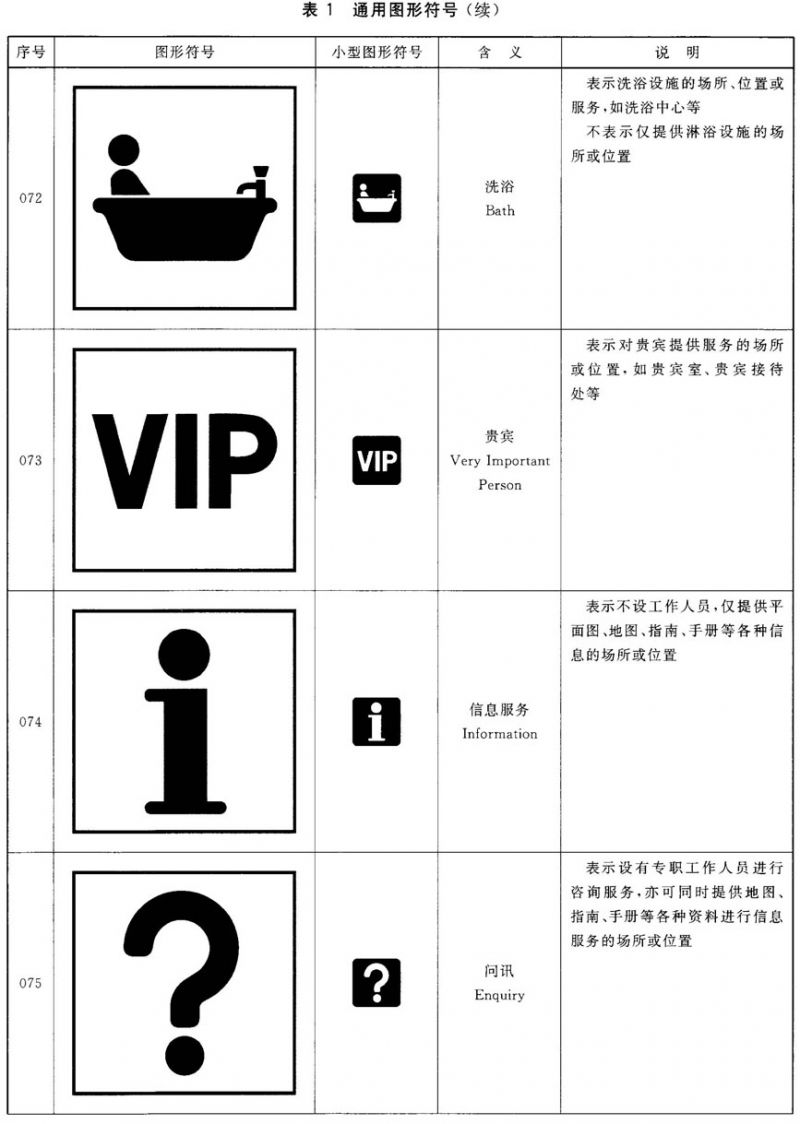 表 1 通用图形符号(续)
序号 图形符号 小型图形符号 含 义 说 明
072
洗浴
Bath
表示洗浴设施的场所、位置或
服务,如洗浴中心等
不表示仅提供淋浴设施的场
所或位置
073
VIP
VIP
贵宾
Very Important
Person
表示对贵宾提供服务的场所
或位置,如贵宾室、贵宾接待
处等
074
i
i
信息服务
Information
表示不设工作人员,仅提供平
面图、地图、指南、手册等各种信
息的场所或位置
075
?
?
问讯
Enquiry
表示设有专职工作人员进行
咨询服务,亦可同时提供地图、
指南、手册等各种资料进行信息
服务的场所或位置